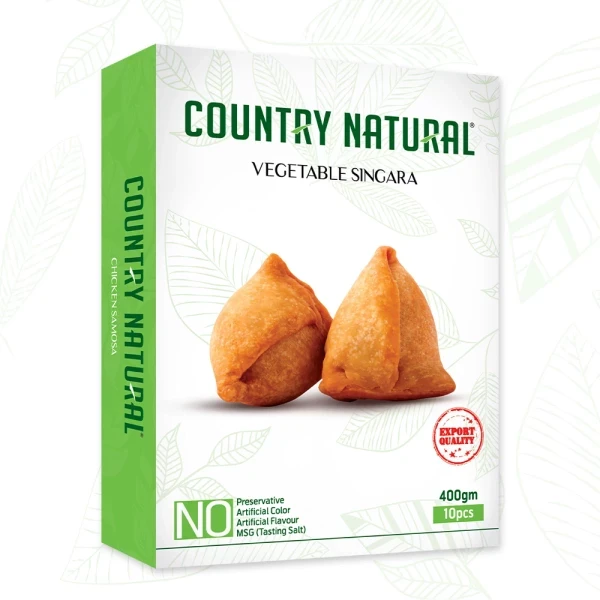 COUNTRY NATURAL®
VEGETABLE SINGARA
COUNTRY NATURAL®
CHICKEN SAMOSA
EXPORT
QUALITY
NO
Preservative
Artificial Color
Artificial Flavour
MSG (Tasting Salt)
400gm
10pcs